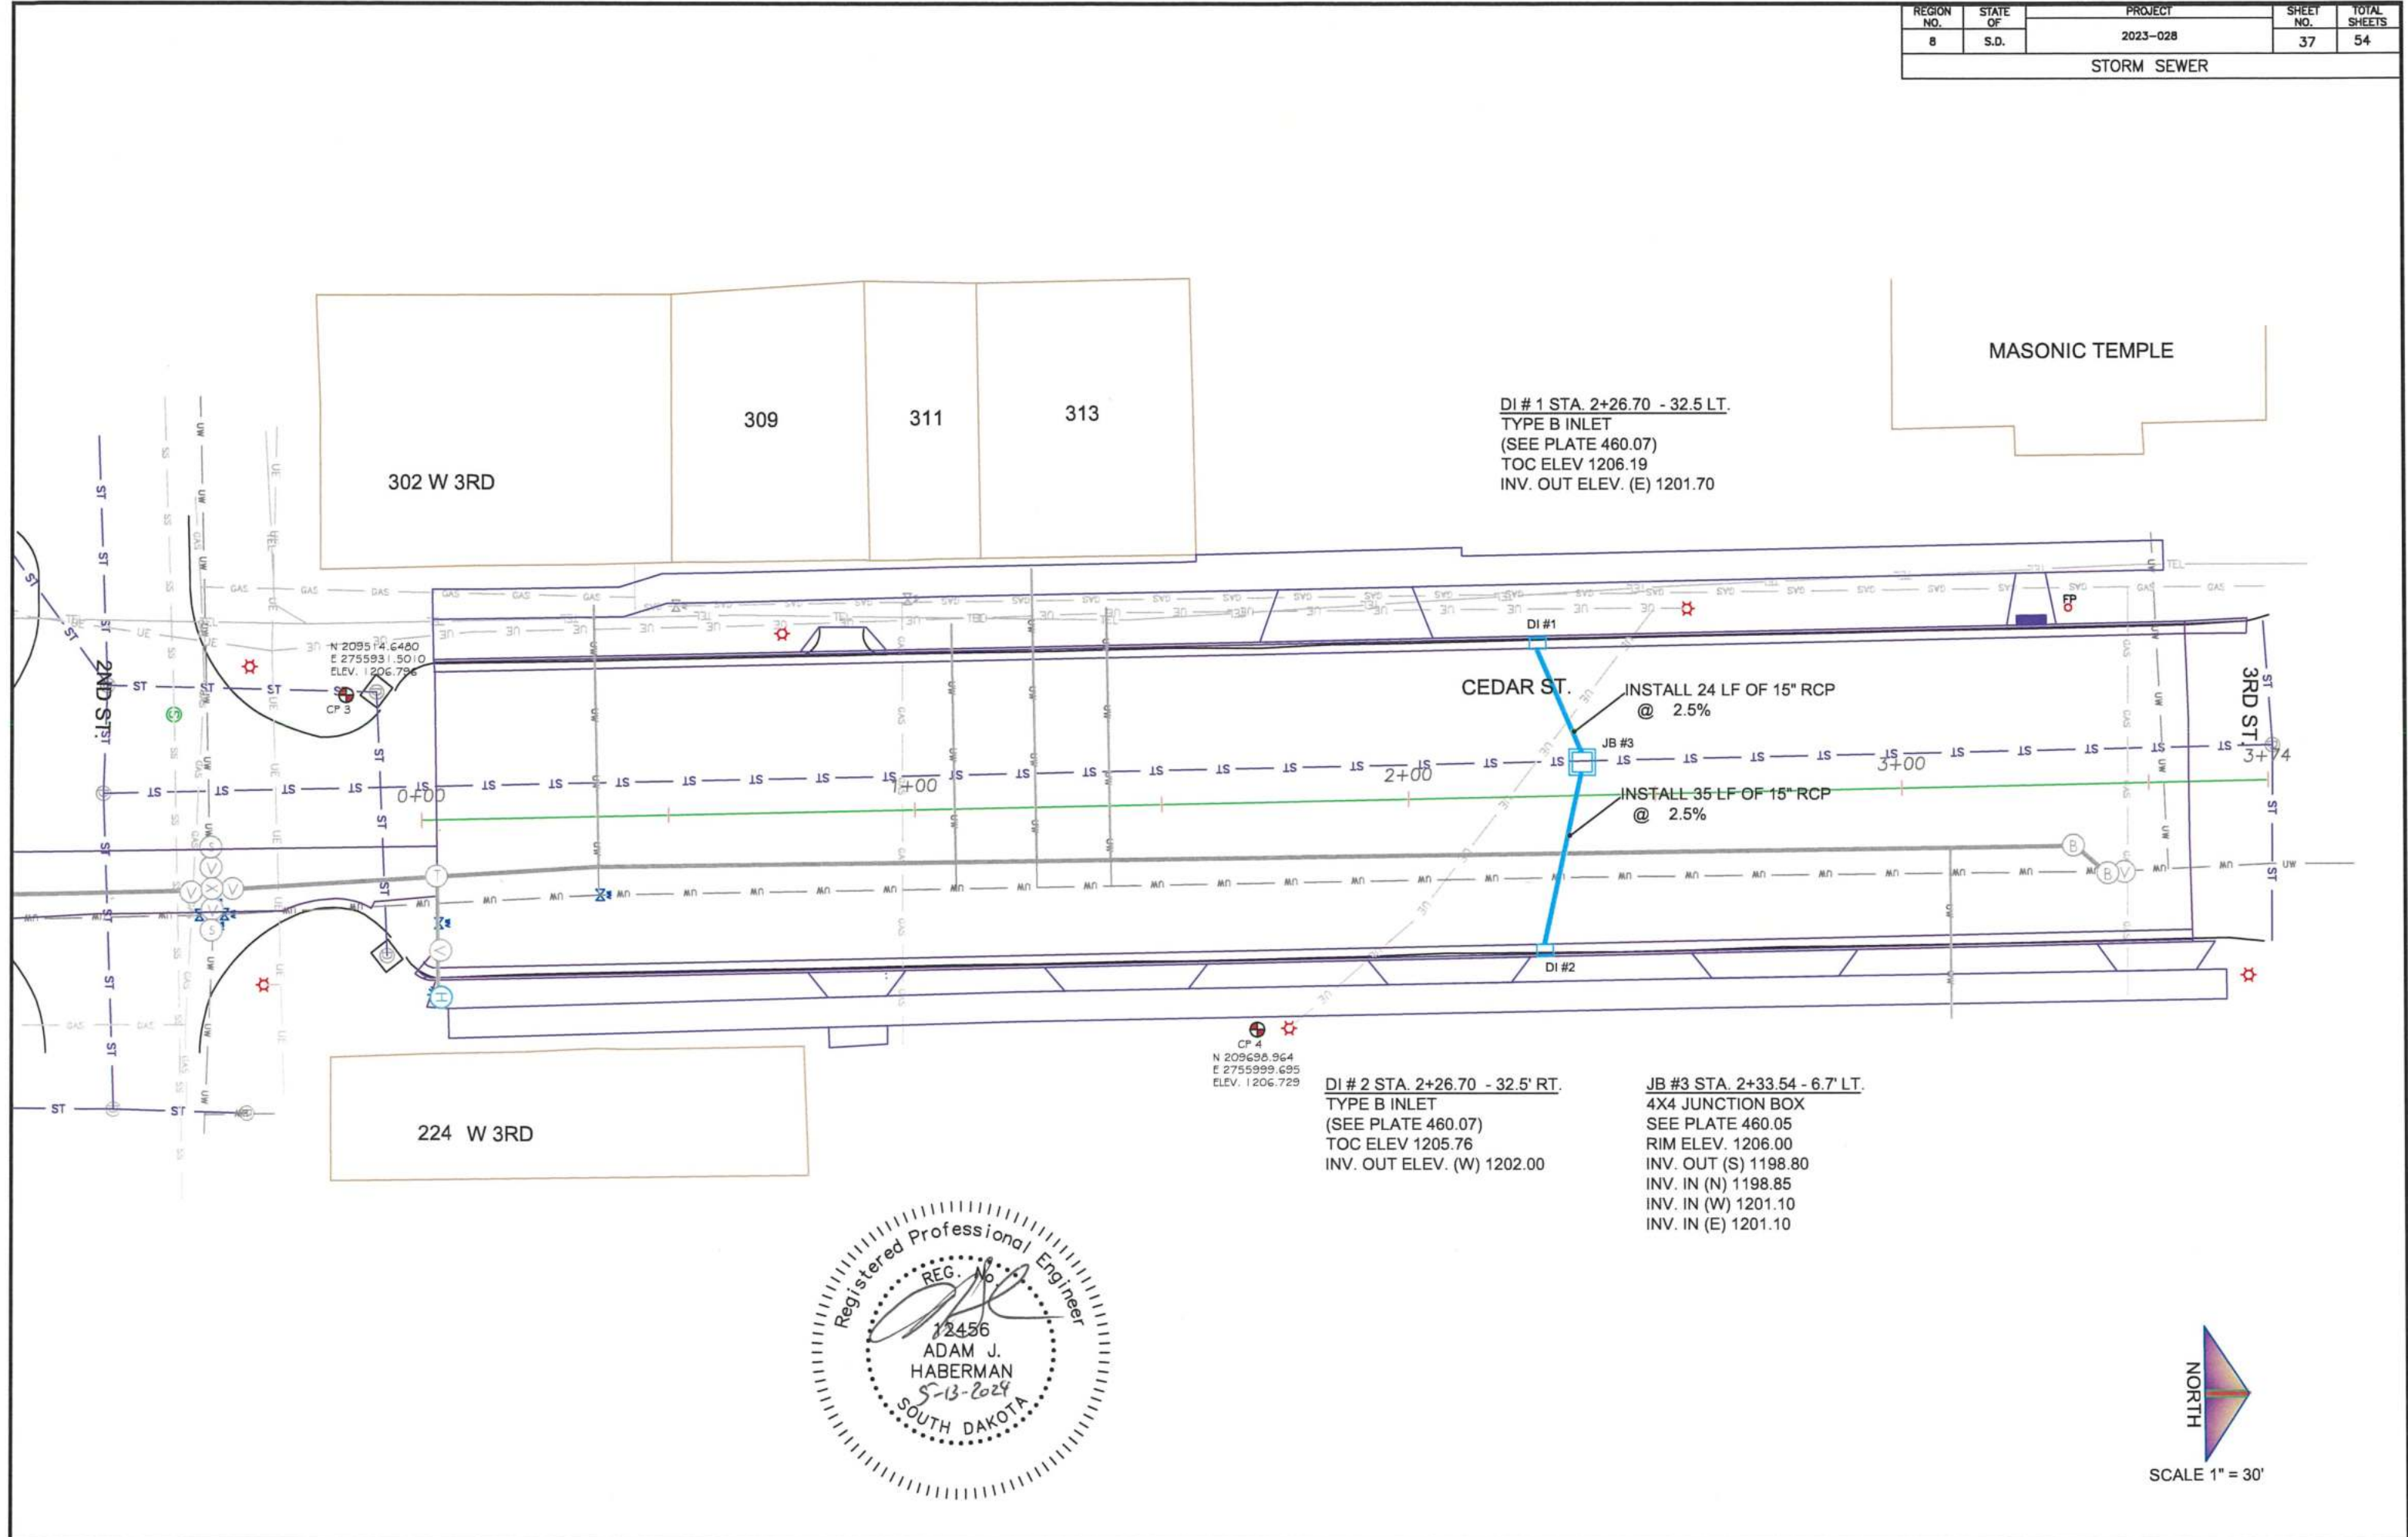 REGION NO.
STATE OF
PROJECT
SHEET NO.
TOTAL SHEETS
8
S.D.
2023-028
37
54
STORM SEWER
MASONIC TEMPLE
302 W 3RD
309
311
313
DI # 1 STA. 2+26.70 - 32.5 LT.
TYPE B INLET
(SEE PLATE 460.07)
TOC ELEV 1206.19
INV. OUT ELEV. (E) 1201.70
N 209514.6480
E 2755931.5010
ELEV. 1206.796
CP 3
2ND ST.
DI #1
FP
CEDAR ST.
INSTALL 24 LF OF 15" RCP
@ 2.5%
JB #3
3RD ST.
0+00
1+00
2+00
3+00
3+74
INSTALL 35 LF OF 15" RCP
@ 2.5%
DI #2
CP 4
N 209698.964
E 2755999.695
ELEV. 1206.729
224 W 3RD
DI # 2 STA. 2+26.70 - 32.5' RT.
TYPE B INLET
(SEE PLATE 460.07)
TOC ELEV 1205.76
INV. OUT ELEV. (W) 1202.00
JB #3 STA. 2+33.54 - 6.7' LT.
4X4 JUNCTION BOX
SEE PLATE 460.05
RIM ELEV. 1206.00
INV. OUT (S) 1198.80
INV. IN (N) 1198.85
INV. IN (W) 1201.10
INV. IN (E) 1201.10
Registered Professional Engineer
REG. No.
12456
ADAM J.
HABERMAN
5-13-2024
SOUTH DAKOTA
NORTH
SCALE 1" = 30'